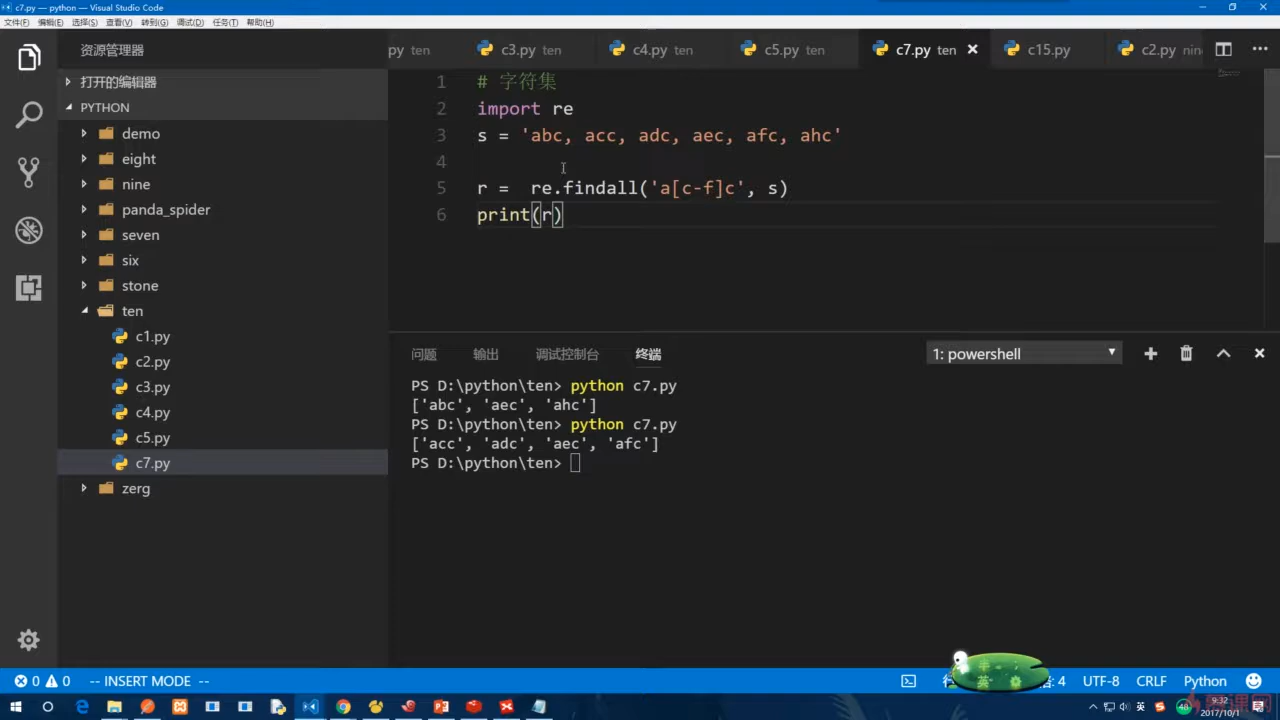 c7.py — python — Visual Studio Code
文件(F) 编辑(E) 选择(S) 查看(V) 转到(G) 调试(D) 任务(T) 帮助(H)
资源管理器
py ten c3.py ten c4.py ten c5.py ten c7.py ten c15.py c2.py nin
打开的编辑器
PYTHON
demo
eight
nine
panda_spider
seven
six
stone
ten
c1.py
c2.py
c3.py
c4.py
c5.py
c7.py
zerg
1 # 字符集
2 import re
3 s = 'abc, acc, adc, aec, afc, ahc'
4
5 r =  re.findall('a[c-f]c', s)
6 print(r)
问题 输出 调试控制台 终端 1: powershell
PS D:\python\ten> python c7.py
['abc', 'aec', 'ahc']
PS D:\python\ten> python c7.py
['acc', 'adc', 'aec', 'afc']
PS D:\python\ten>
0 0 -- INSERT MODE -- 4 UTF-8 CRLF Python
英 9:32
2017/10/1
慕课网